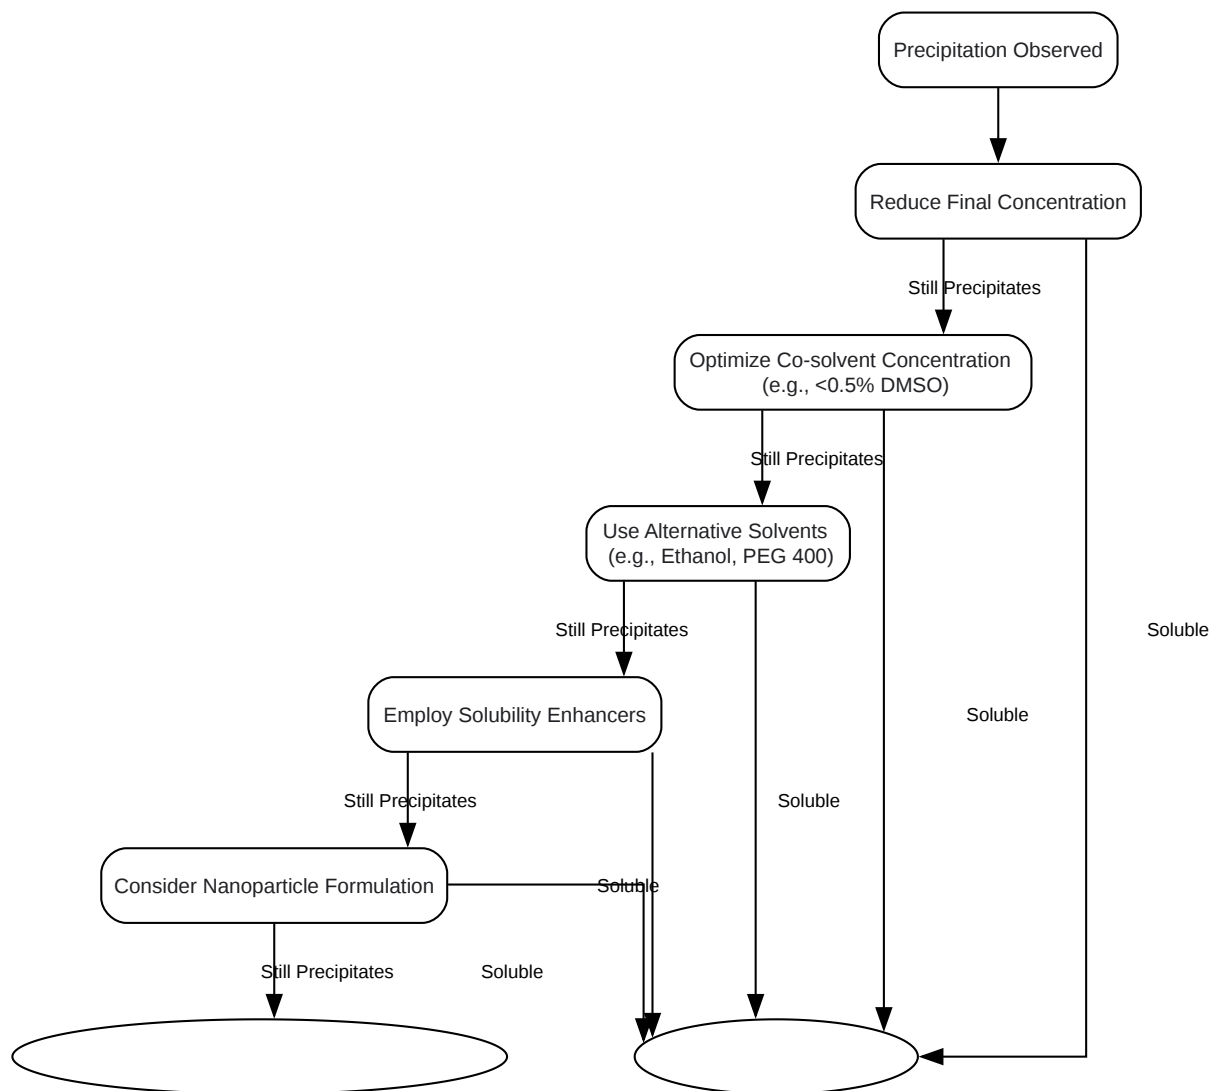 Precipitation Observed
Reduce Final Concentration
Still Precipitates
Optimize Co-solvent Concentration
(e.g., <0.5% DMSO)
Still Precipitates
Use Alternative Solvents
(e.g., Ethanol, PEG 400)
Still Precipitates
Soluble
Employ Solubility Enhancers
Soluble
Still Precipitates
Soluble
Consider Nanoparticle Formulation
Soluble
Still Precipitates
Soluble